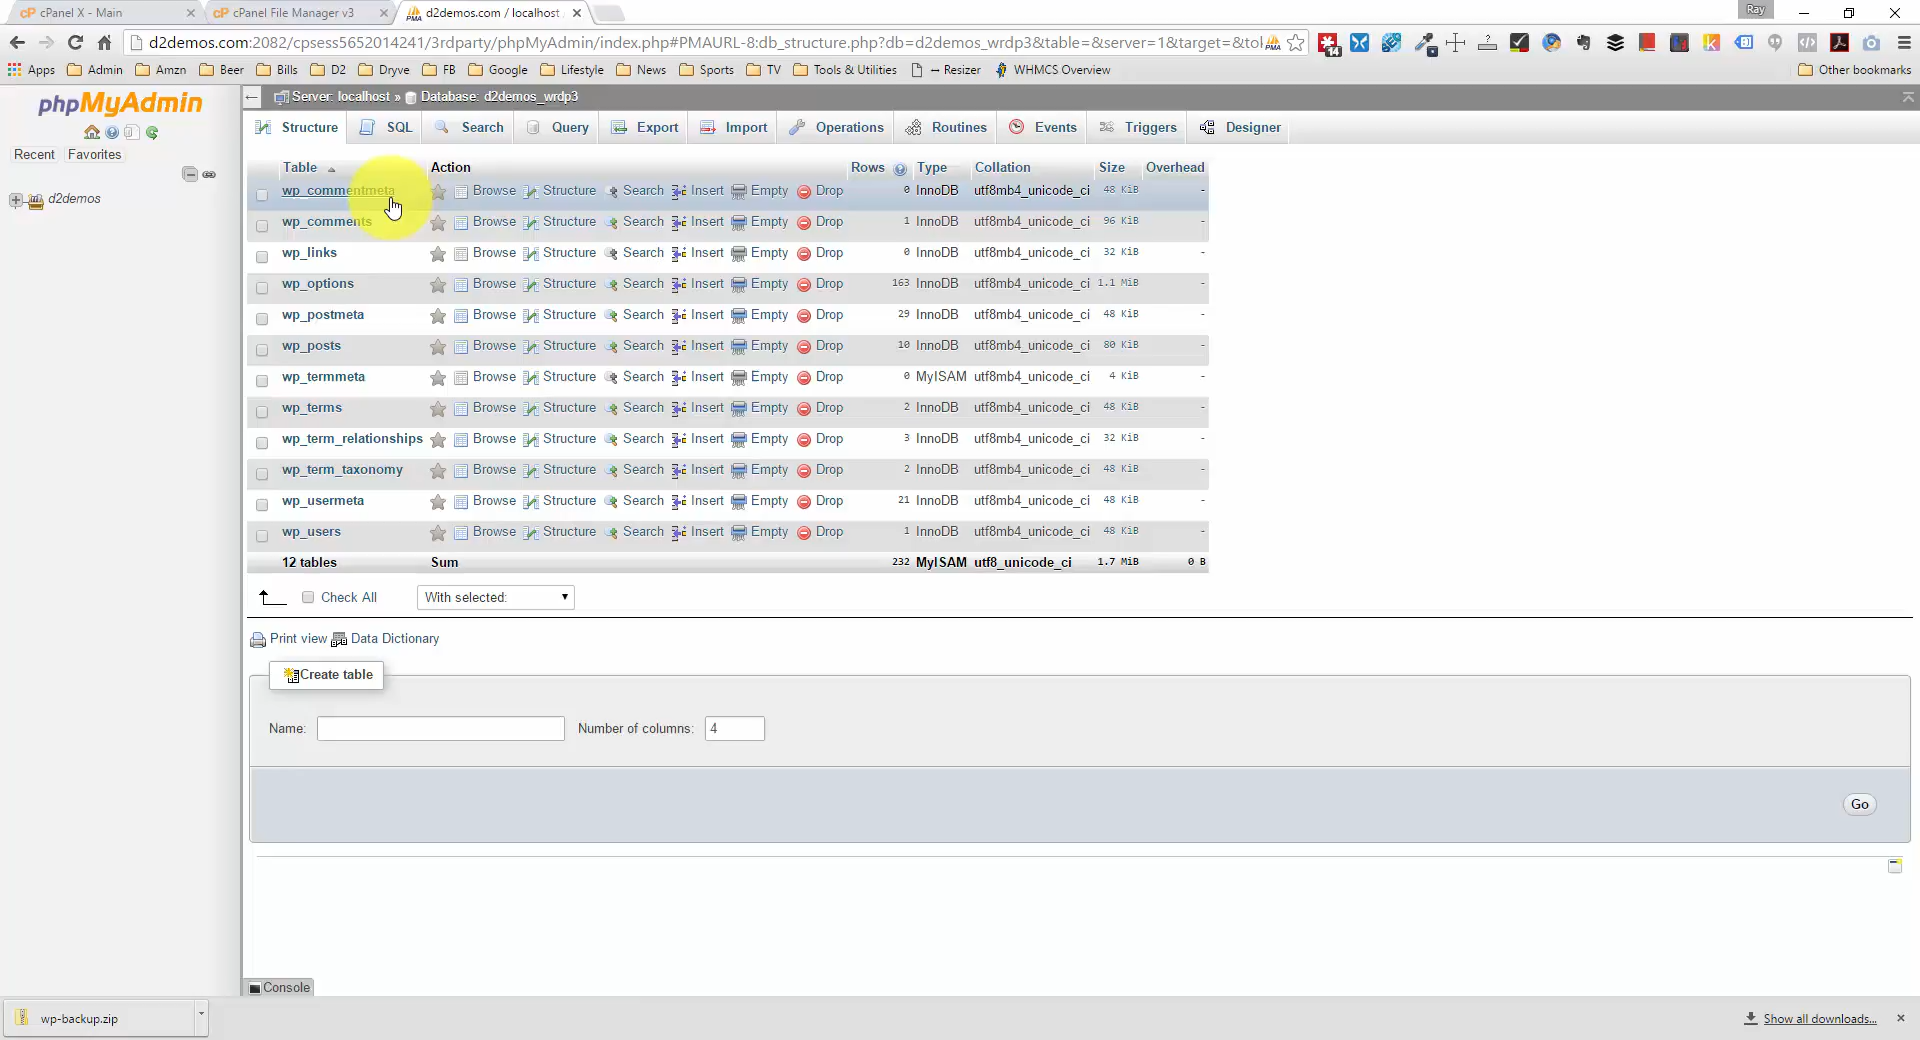 cPanel X - Main
cPanel File Manager v3
d2demos.com / localhost
Ray
d2demos.com:2082/cpsess5652014241/3rdparty/phpMyAdmin/index.php#PMAURL-8:db_structure.php?db=d2demos_wrdp3&table=&server=1&target=&tol
14
Apps Admin Amzn Beer Bills D2 Dryve FB Google Lifestyle News Sports TV Tools & Utilities -- Resizer WHMCS Overview Other bookmarks
phpMyAdmin
Recent Favorites
d2demos
Server: localhost » Database: d2demos_wrdp3
Structure SQL Search Query Export Import Operations Routines Events Triggers Designer
Table Action Rows Type Collation Size Overhead
wp_commentmeta Browse Structure Search Insert Empty Drop 0 InnoDB utf8mb4_unicode_ci 48 KiB -
wp_comments Browse Structure Search Insert Empty Drop 1 InnoDB utf8mb4_unicode_ci 96 KiB -
wp_links Browse Structure Search Insert Empty Drop 0 InnoDB utf8mb4_unicode_ci 32 KiB -
wp_options Browse Structure Search Insert Empty Drop 163 InnoDB utf8mb4_unicode_ci 1.1 MiB -
wp_postmeta Browse Structure Search Insert Empty Drop 29 InnoDB utf8mb4_unicode_ci 48 KiB -
wp_posts Browse Structure Search Insert Empty Drop 10 InnoDB utf8mb4_unicode_ci 80 KiB -
wp_termmeta Browse Structure Search Insert Empty Drop 0 MyISAM utf8mb4_unicode_ci 4 KiB -
wp_terms Browse Structure Search Insert Empty Drop 2 InnoDB utf8mb4_unicode_ci 48 KiB -
wp_term_relationships Browse Structure Search Insert Empty Drop 3 InnoDB utf8mb4_unicode_ci 32 KiB -
wp_term_taxonomy Browse Structure Search Insert Empty Drop 2 InnoDB utf8mb4_unicode_ci 48 KiB -
wp_usermeta Browse Structure Search Insert Empty Drop 21 InnoDB utf8mb4_unicode_ci 48 KiB -
wp_users Browse Structure Search Insert Empty Drop 1 InnoDB utf8mb4_unicode_ci 48 KiB -
12 tables Sum 232 MyISAM utf8_unicode_ci 1.7 MiB 0 B
Check All With selected:
Print view Data Dictionary
Create table
Name: Number of columns: 4
Go
Console
wp-backup.zip
Show all downloads...